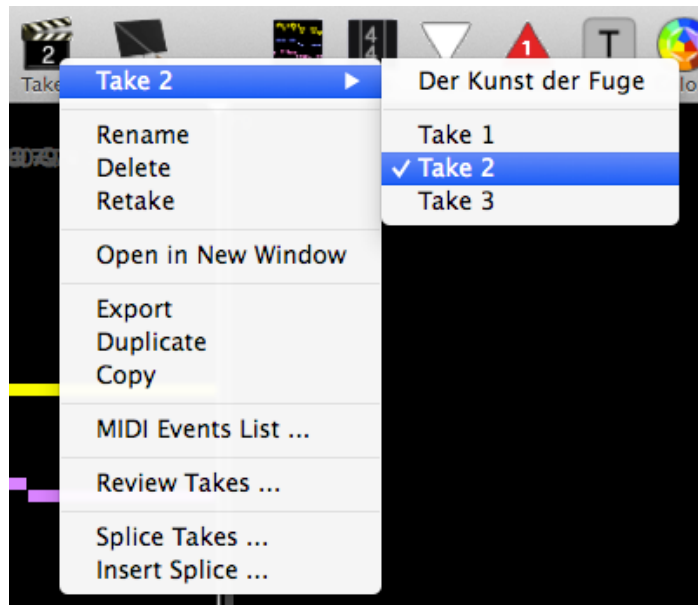 2
4
4
1
T
Take
Take 2
Der Kunst der Fuge
Rename
Take 1
Delete
Take 2
Retake
Take 3
Open in New Window
Export
Duplicate
Copy
MIDI Events List ...
Review Takes ...
Splice Takes ...
Insert Splice ...